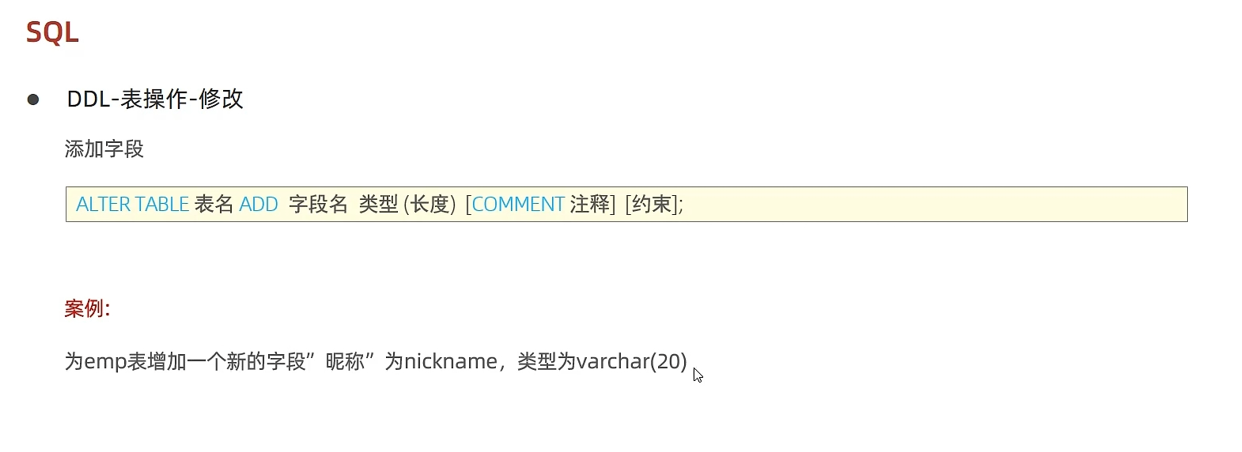 SQL
● DDL-表操作-修改
添加字段
ALTER TABLE 表名 ADD 字段名 类型 (长度) [COMMENT 注释] [约束];
案例:
为emp表增加一个新的字段”昵称”为nickname，类型为varchar(20)